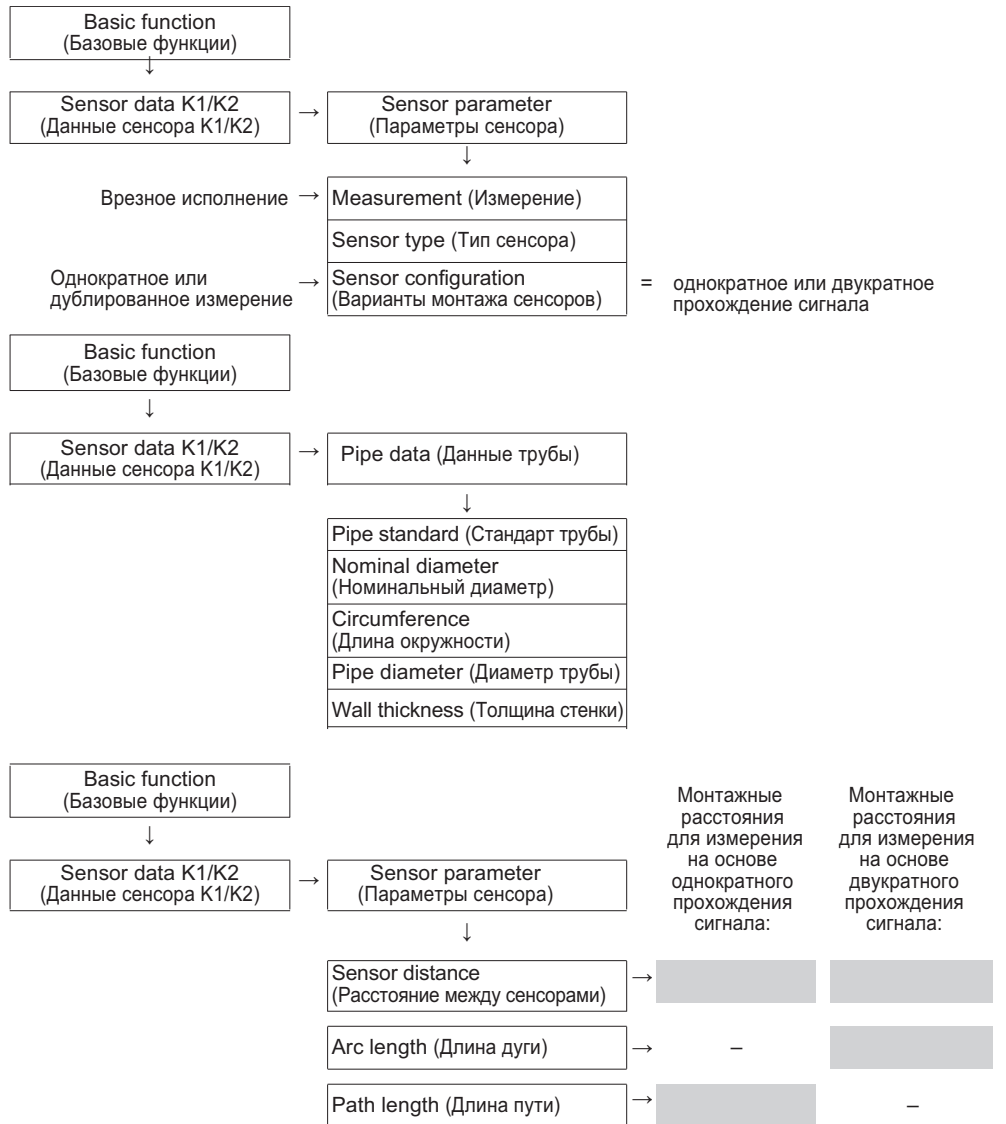 Basic function
(Базовые функции)
↓
Sensor data K1/K2
(Данные сенсора K1/K2)
→
Sensor parameter
(Параметры сенсора)
↓
Врезное исполнение → Measurement (Измерение)
Sensor type (Тип сенсора)
Однократное или
дублированное измерение
→
Sensor configuration
(Варианты монтажа сенсоров)
=
однократное или двукратное
прохождение сигнала
Basic function
(Базовые функции)
↓
Sensor data K1/K2
(Данные сенсора K1/K2)
→
Pipe data (Данные трубы)
↓
Pipe standard (Стандарт трубы)
Nominal diameter
(Номинальный диаметр)
Circumference
(Длина окружности)
Pipe diameter (Диаметр трубы)
Wall thickness (Толщина стенки)
Basic function
(Базовые функции)
↓
Sensor data K1/K2
(Данные сенсора K1/K2)
→
Sensor parameter
(Параметры сенсора)
↓
Монтажные
расстояния
для измерения
на основе
однократного
прохождения
сигнала:
Монтажные
расстояния
для измерения
на основе
двукратного
прохождения
сигнала:
Sensor distance
(Расстояние между сенсорами)
→
Arc length (Длина дуги) → –
Path length (Длина пути) → –